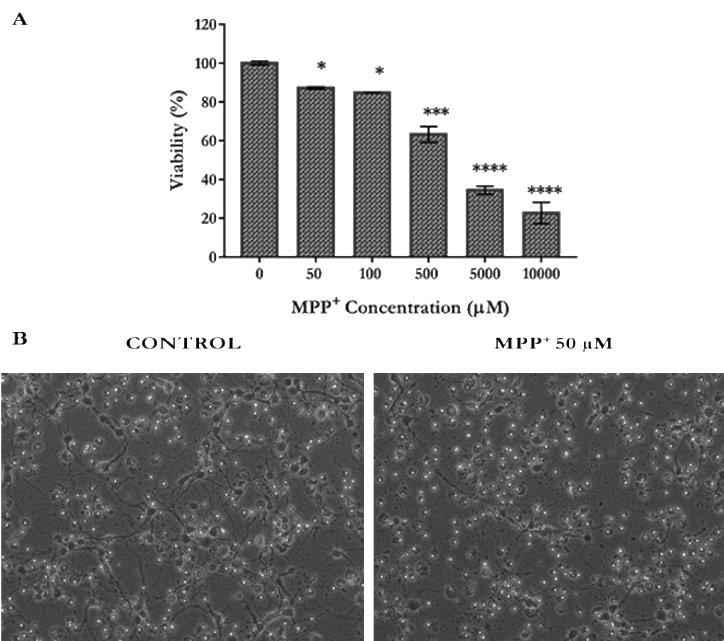 A
120
100
80
60
40
20
0
Viability (%)
*
*
***
****
****
0 50 100 500 5000 10000
MPP⁺ Concentration (µM)
B
CONTROL MPP⁺ 50 µM